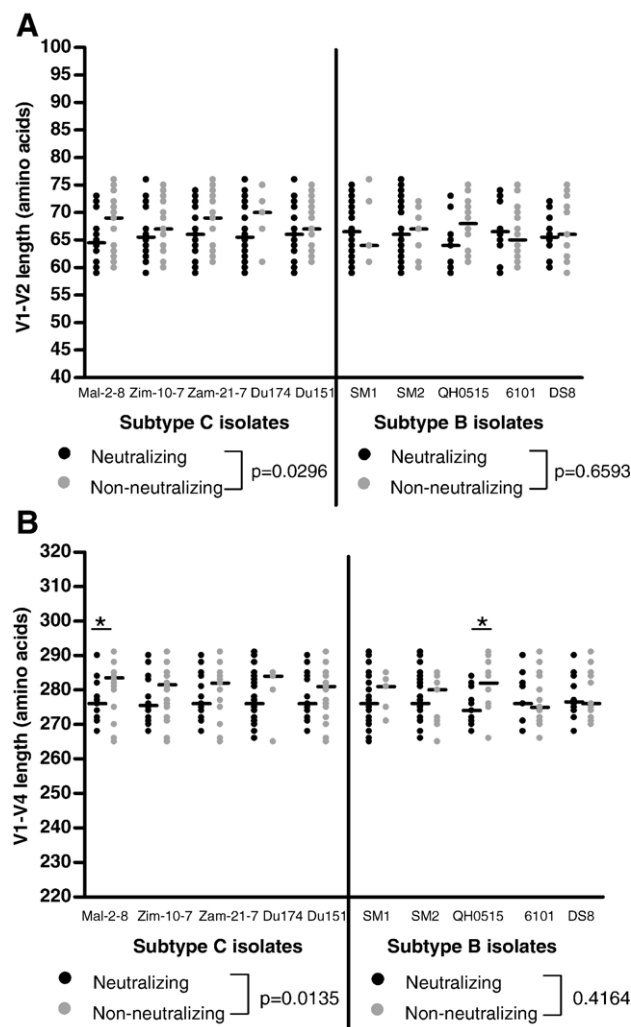 A
V1-V2 length (amino acids)
100
95
90
85
80
75
70
65
60
55
50
45
40
Mal-2-8 Zim-10-7 Zam-21-7 Du174 Du151 SM1 SM2 QH0515 6101 DS8
Subtype C isolates Subtype B isolates
Neutralizing Neutralizing
p=0.0296 p=0.6593
Non-neutralizing Non-neutralizing
B
V1-V4 length (amino acids)
320
310
300
* *
290
280
270
265
250
240
230
220
Mal-2-8 Zim-10-7 Zam-21-7 Du174 Du151 SM1 SM2 QH0515 6101 DS8
Subtype C isolates Subtype B isolates
Neutralizing Neutralizing
p=0.0135 0.4164
Non-neutralizing Non-neutralizing